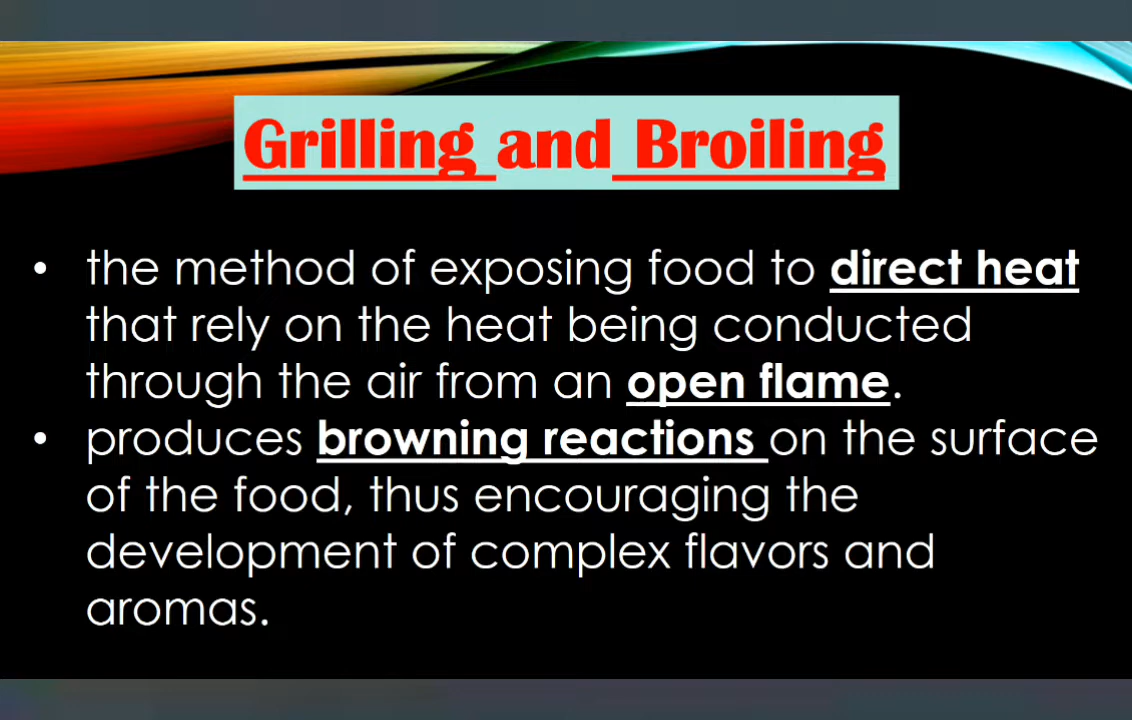 Grilling and Broiling
• the method of exposing food to direct heat
that rely on the heat being conducted
through the air from an open flame.
• produces browning reactions on the surface
of the food, thus encouraging the
development of complex flavors and
aromas.